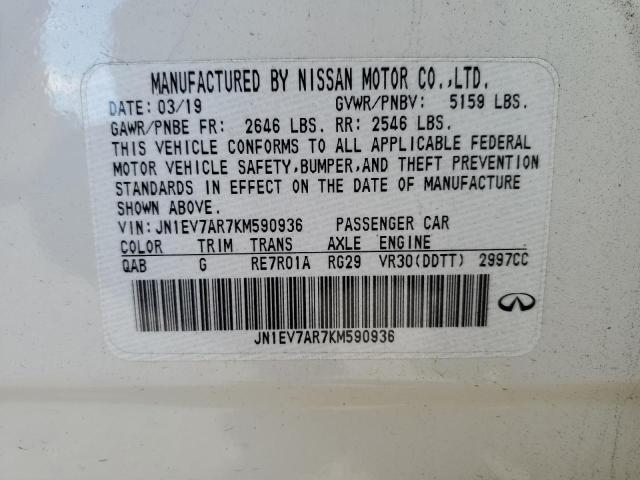 MANUFACTURED BY NISSAN MOTOR CO.,LTD.
DATE: 03/19 GVWR/PNBV: 5159 LBS.
GAWR/PNBE FR: 2646 LBS. RR: 2546 LBS.
THIS VEHICLE CONFORMS TO ALL APPLICABLE FEDERAL
MOTOR VEHICLE SAFETY,BUMPER,AND THEFT PREVENTION
STANDARDS IN EFFECT ON THE DATE OF MANUFACTURE
SHOWN ABOVE.
VIN: JN1EV7AR7KM590936 PASSENGER CAR
COLOR TRIM TRANS AXLE ENGINE
QAB G RE7R01A RG29 VR30(DDTT) 2997CC
JN1EV7AR7KM590936